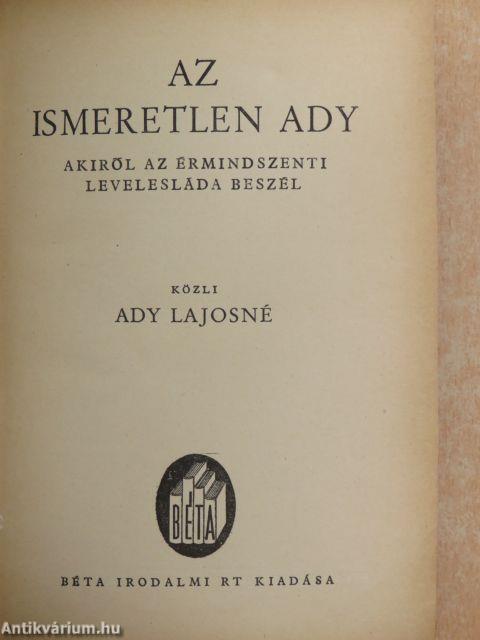 AZ
ISMERETLEN ADY
AKIRŐL AZ ÉRMINDSZENTI
LEVELESLÁDA BESZÉL
KÖZLI
ADY LAJOSNÉ
BÉTA
BÉTA IRODALMI RT KIADÁSA
Antikvárium.hu